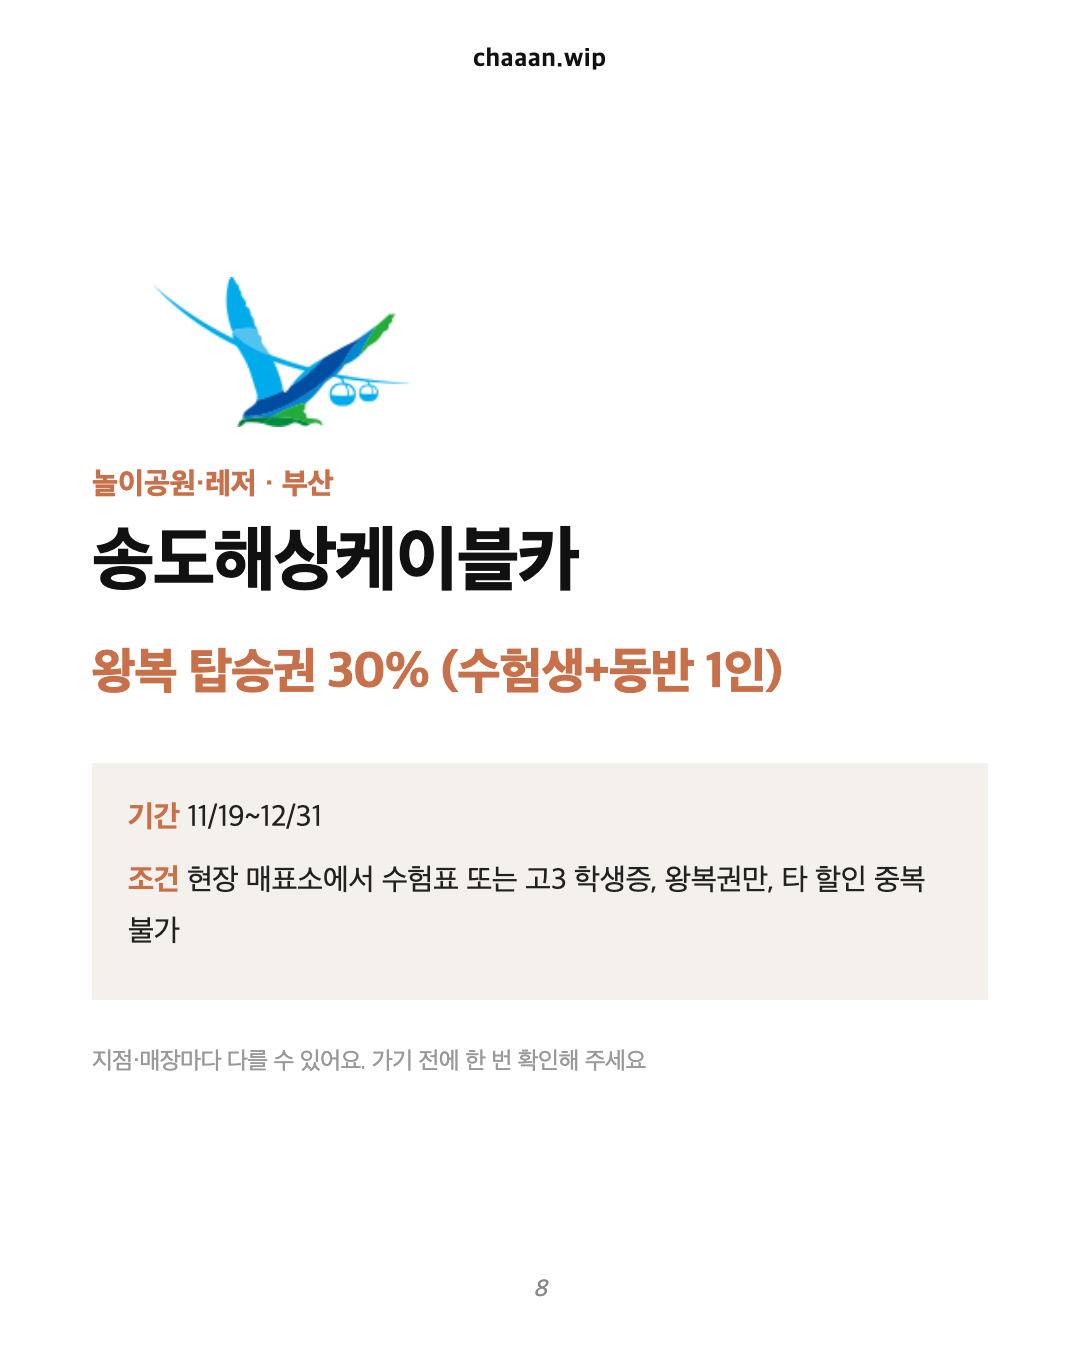 chaaan.wip
놀이공원·레저 · 부산
송도해상케이블카
왕복 탑승권 30% (수험생+동반 1인)
기간 11/19~12/31
조건 현장 매표소에서 수험표 또는 고3 학생증, 왕복권만, 타 할인 중복
불가
지점·매장마다 다를 수 있어요. 가기 전에 한 번 확인해 주세요
8